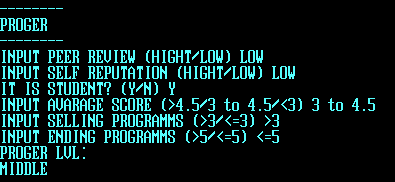 --------
PROGER
--------
INPUT PEER REVIEW (HIGHT/LOW) LOW
INPUT SELF REPUTATION (HIGHT/LOW) LOW
IT IS STUDENT? (Y/N) Y
INPUT AVARAGE SCORE (>4.5/3 to 4.5/<3) 3 to 4.5
INPUT SELLING PROGRAMMS (>3/<=3) >3
INPUT ENDING PROGRAMMS (>5/<=5) <=5
PROGER LVL:
MIDDLE